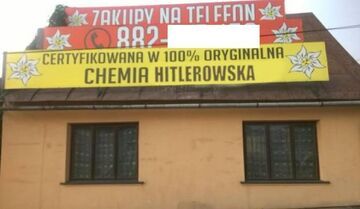 ZAKUPY NA TELEFON
882-
CERTYFIKOWANA W 100% ORYGINALNA
CHEMIA HITLEROWSKA